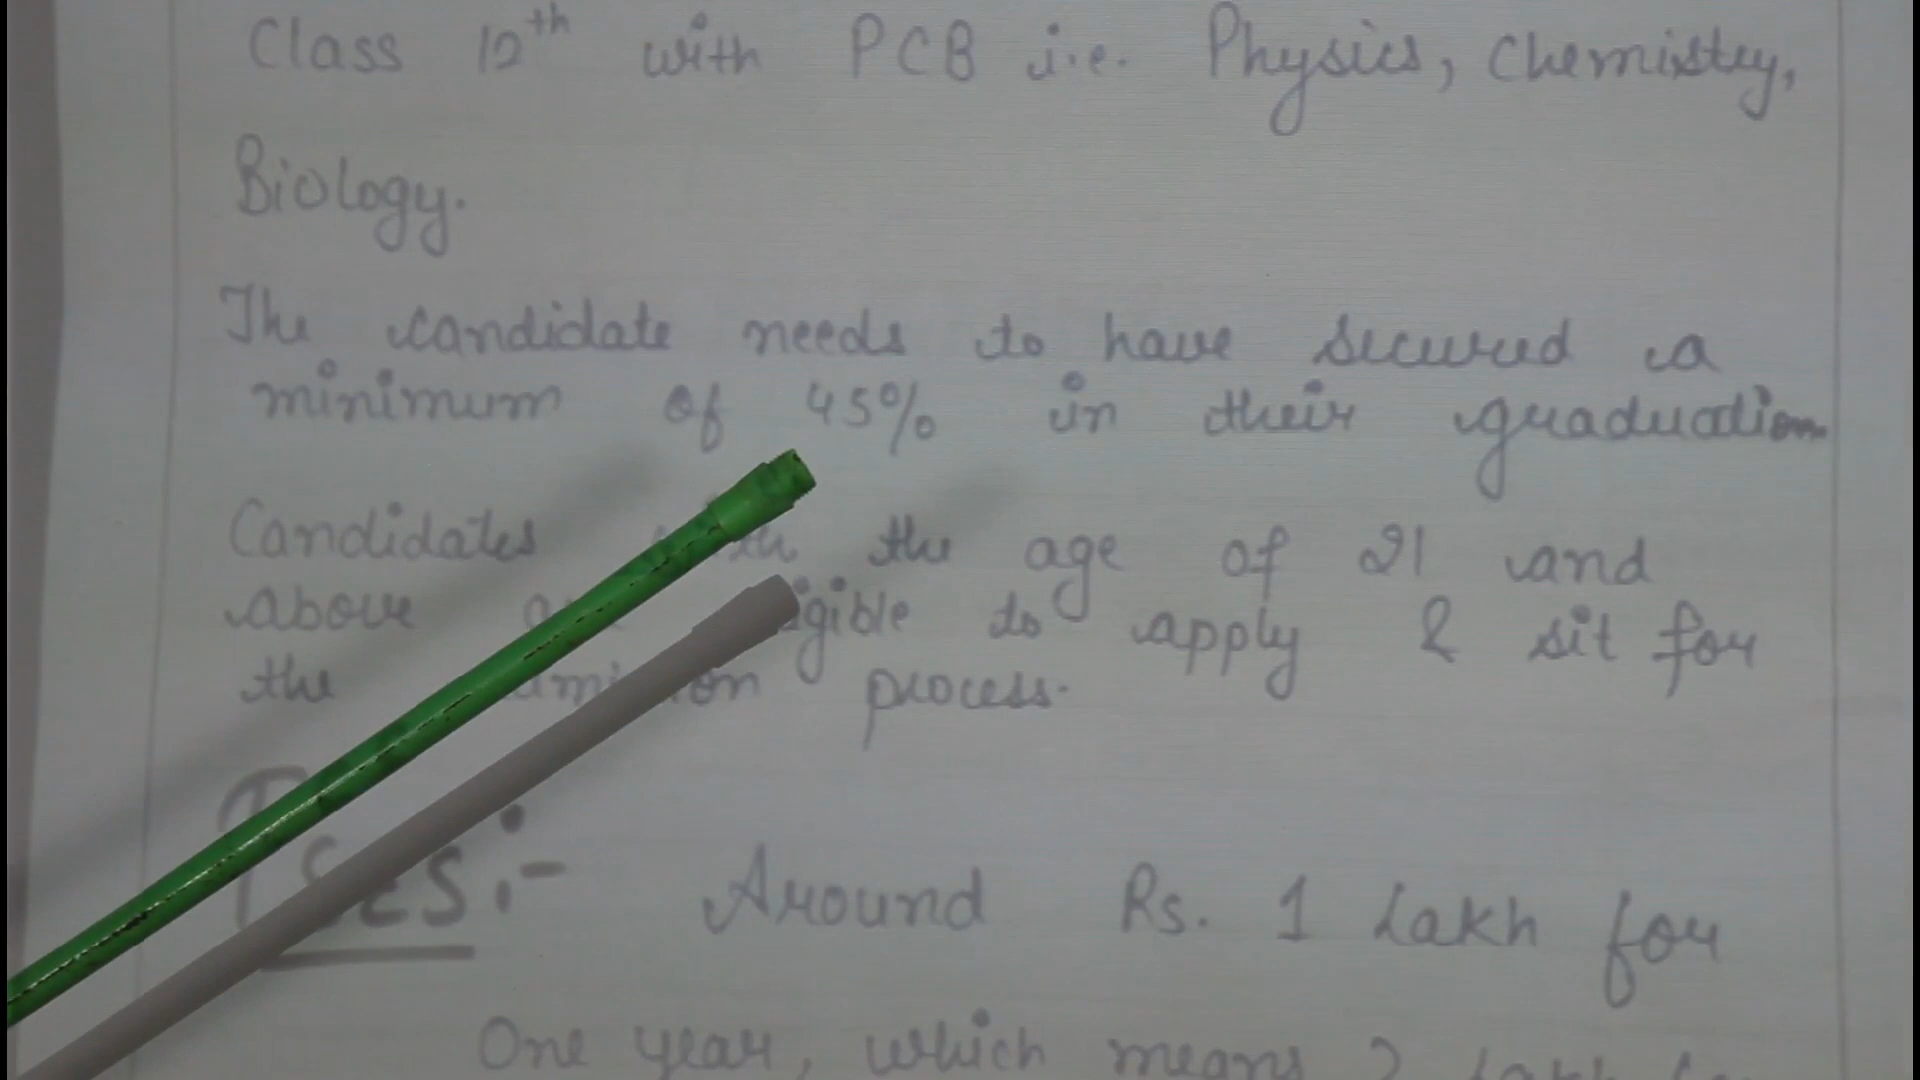 Class 12th with PCB i.e. Physics, Chemistry,
Biology.
The candidate needs to have secured a
minimum of 45% in their graduation
Candidates the age of 21 and
above to apply & sit for
the process.
Fees:- Around Rs. 1 Lakh for
One year, which means 2 Lakh